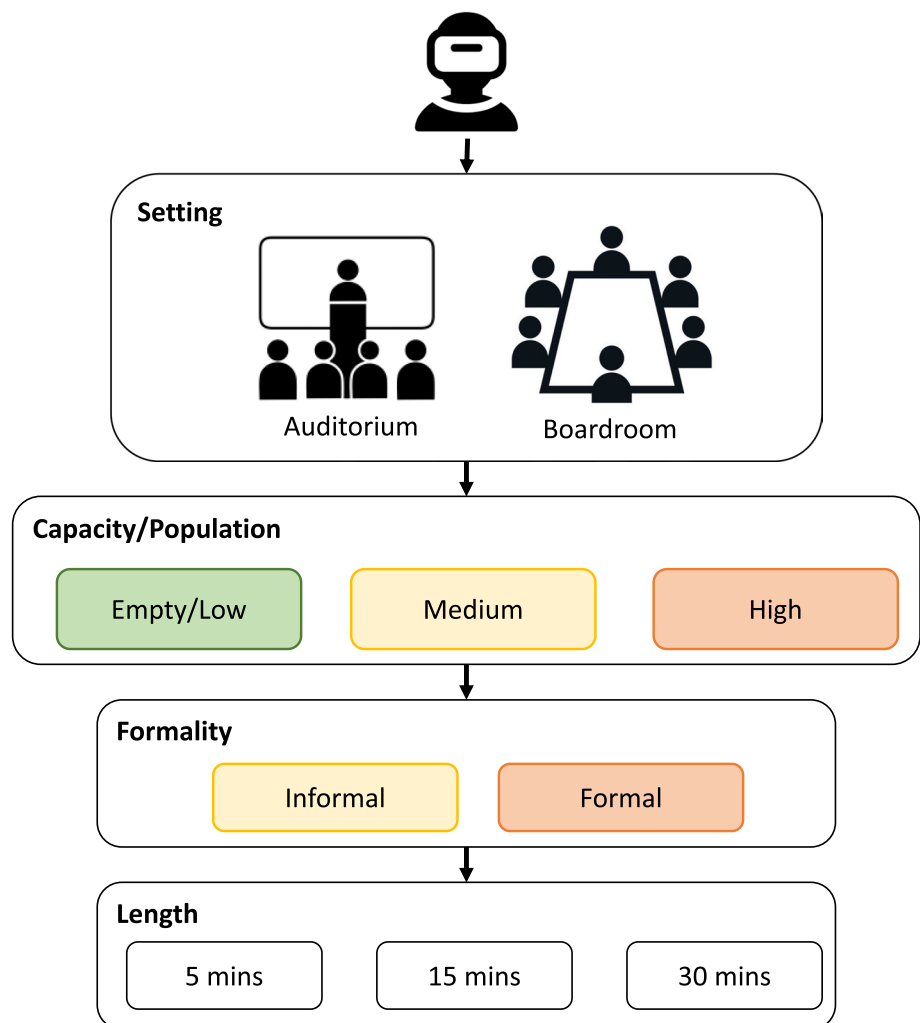 Setting
Auditorium
Boardroom
Capacity/Population
Empty/Low
Medium
High
Formality
Informal
Formal
Length
5 mins
15 mins
30 mins